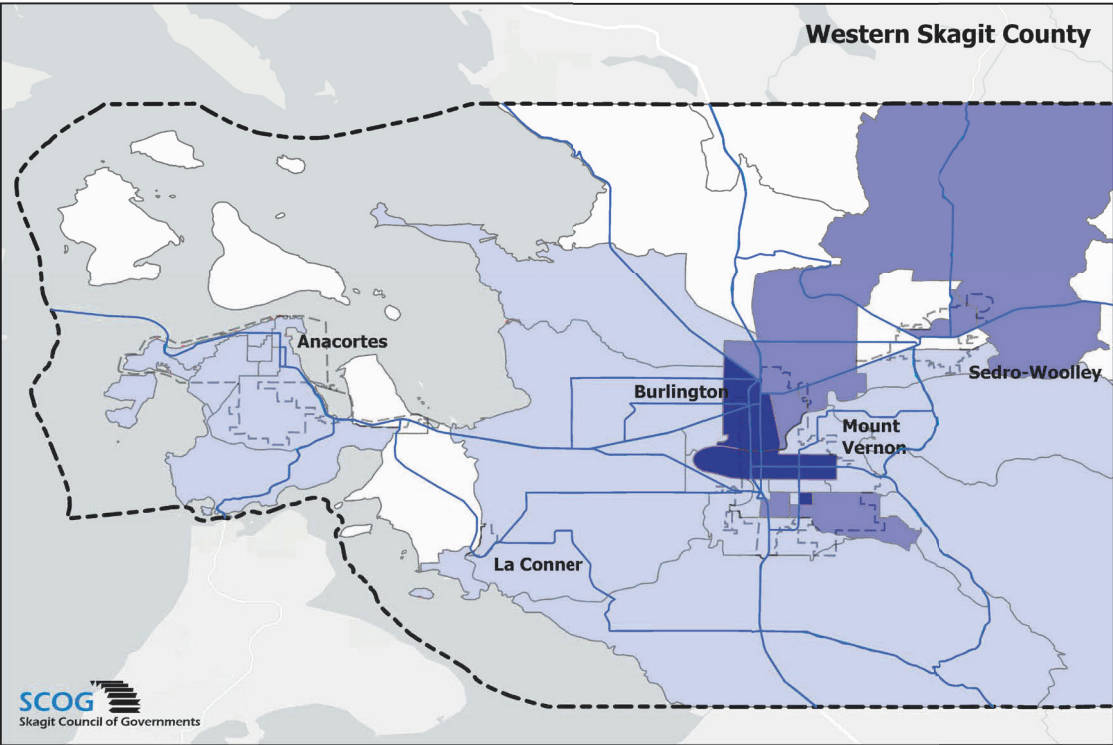 Western Skagit County
Anacortes
Burlington
Sedro-Woolley
Mount
Vernon
La Conner
SCOG
Skagit Council of Governments